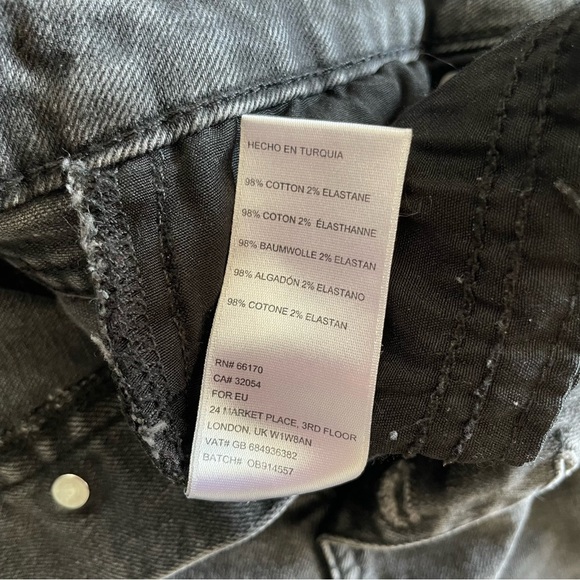 HECHO EN TURQUIA
98% COTTON 2% ELASTANE
98% COTON 2% ÉLASTHANNE
98% BAUMWOLLE 2% ELASTAN
98% ALGADÓN 2% ELASTANO
98% COTONE 2% ELASTAN
RN# 66170
CA# 32054
FOR EU
24 MARKET PLACE, 3RD FLOOR
LONDON, UK W1W8AN
VAT# GB 684936382
BATCH# OB914557